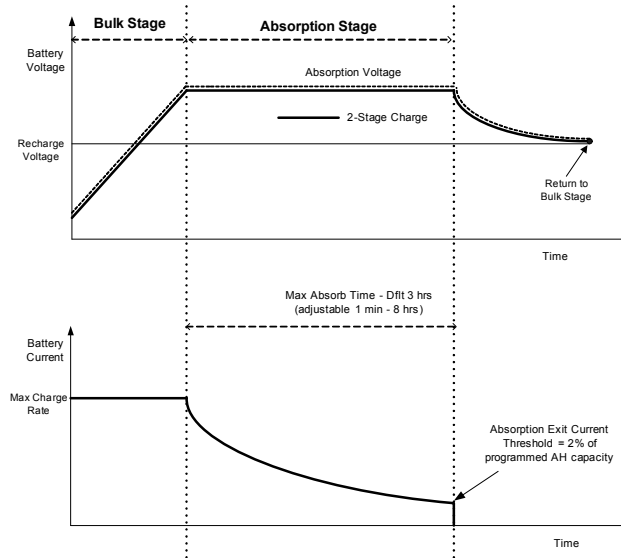 Bulk Stage
Absorption Stage
Battery
Voltage
Absorption Voltage
2-Stage Charge
Recharge
Voltage
Return to
Bulk Stage
Time
Max Absorb Time - Dflt 3 hrs
(adjustable 1 min - 8 hrs)
Battery
Current
Max Charge
Rate
Absorption Exit Current
Threshold = 2% of
programmed AH capacity
Time